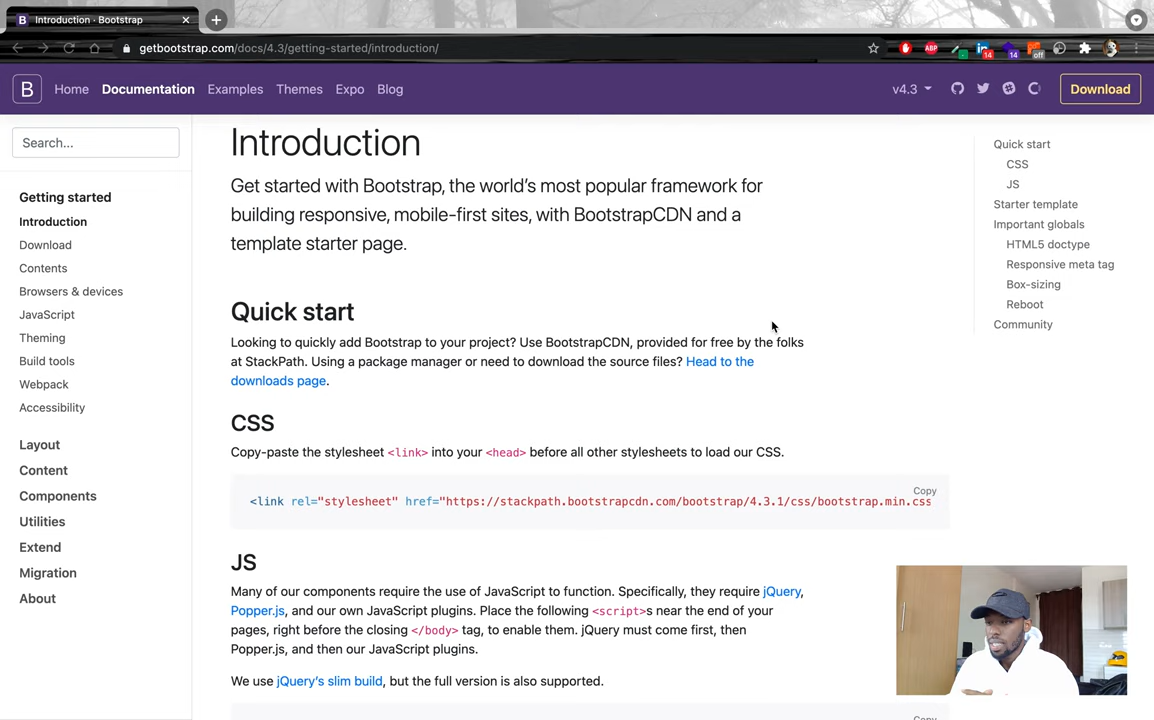 B Introduction · Bootstrap
getbootstrap.com/docs/4.3/getting-started/introduction/
ABP
14
14
off
B Home Documentation Examples Themes Expo Blog v4.3 Download
Search...
Getting started
Introduction
Download
Contents
Browsers & devices
JavaScript
Theming
Build tools
Webpack
Accessibility
Layout
Content
Components
Utilities
Extend
Migration
About
Introduction
Get started with Bootstrap, the world's most popular framework for
building responsive, mobile-first sites, with BootstrapCDN and a
template starter page.
Quick start
Looking to quickly add Bootstrap to your project? Use BootstrapCDN, provided for free by the folks
at StackPath. Using a package manager or need to download the source files? Head to the
downloads page.
CSS
Copy-paste the stylesheet <link> into your <head> before all other stylesheets to load our CSS.
Copy
<link rel="stylesheet" href="https://stackpath.bootstrapcdn.com/bootstrap/4.3.1/css/bootstrap.min.css
JS
Many of our components require the use of JavaScript to function. Specifically, they require jQuery,
Popper.js, and our own JavaScript plugins. Place the following <script>s near the end of your
pages, right before the closing </body> tag, to enable them. jQuery must come first, then
Popper.js, and then our JavaScript plugins.
We use jQuery's slim build, but the full version is also supported.
Copy
Quick start
CSS
JS
Starter template
Important globals
HTML5 doctype
Responsive meta tag
Box-sizing
Reboot
Community